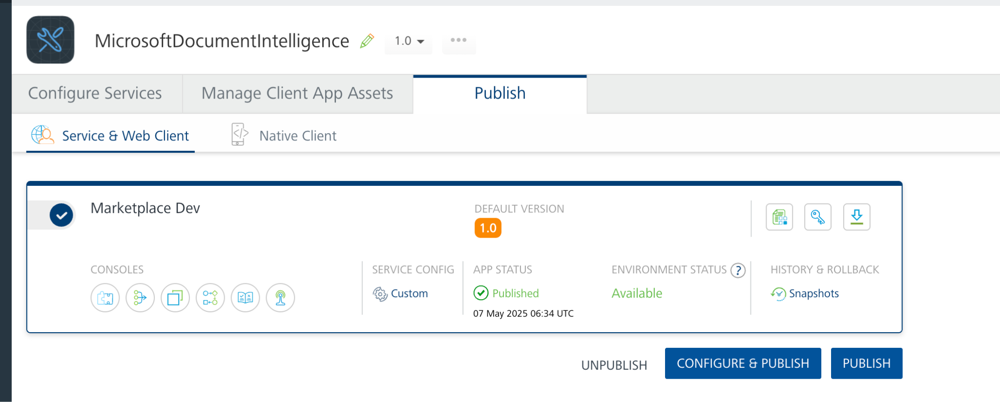 MicrosoftDocumentIntelligence 1.0
Configure Services Manage Client App Assets Publish
Service & Web Client Native Client
Marketplace Dev
DEFAULT VERSION
1.0
CONSOLES SERVICE CONFIG APP STATUS ENVIRONMENT STATUS ? HISTORY & ROLLBACK
Custom Published Available Snapshots
07 May 2025 06:34 UTC
UNPUBLISH CONFIGURE & PUBLISH PUBLISH